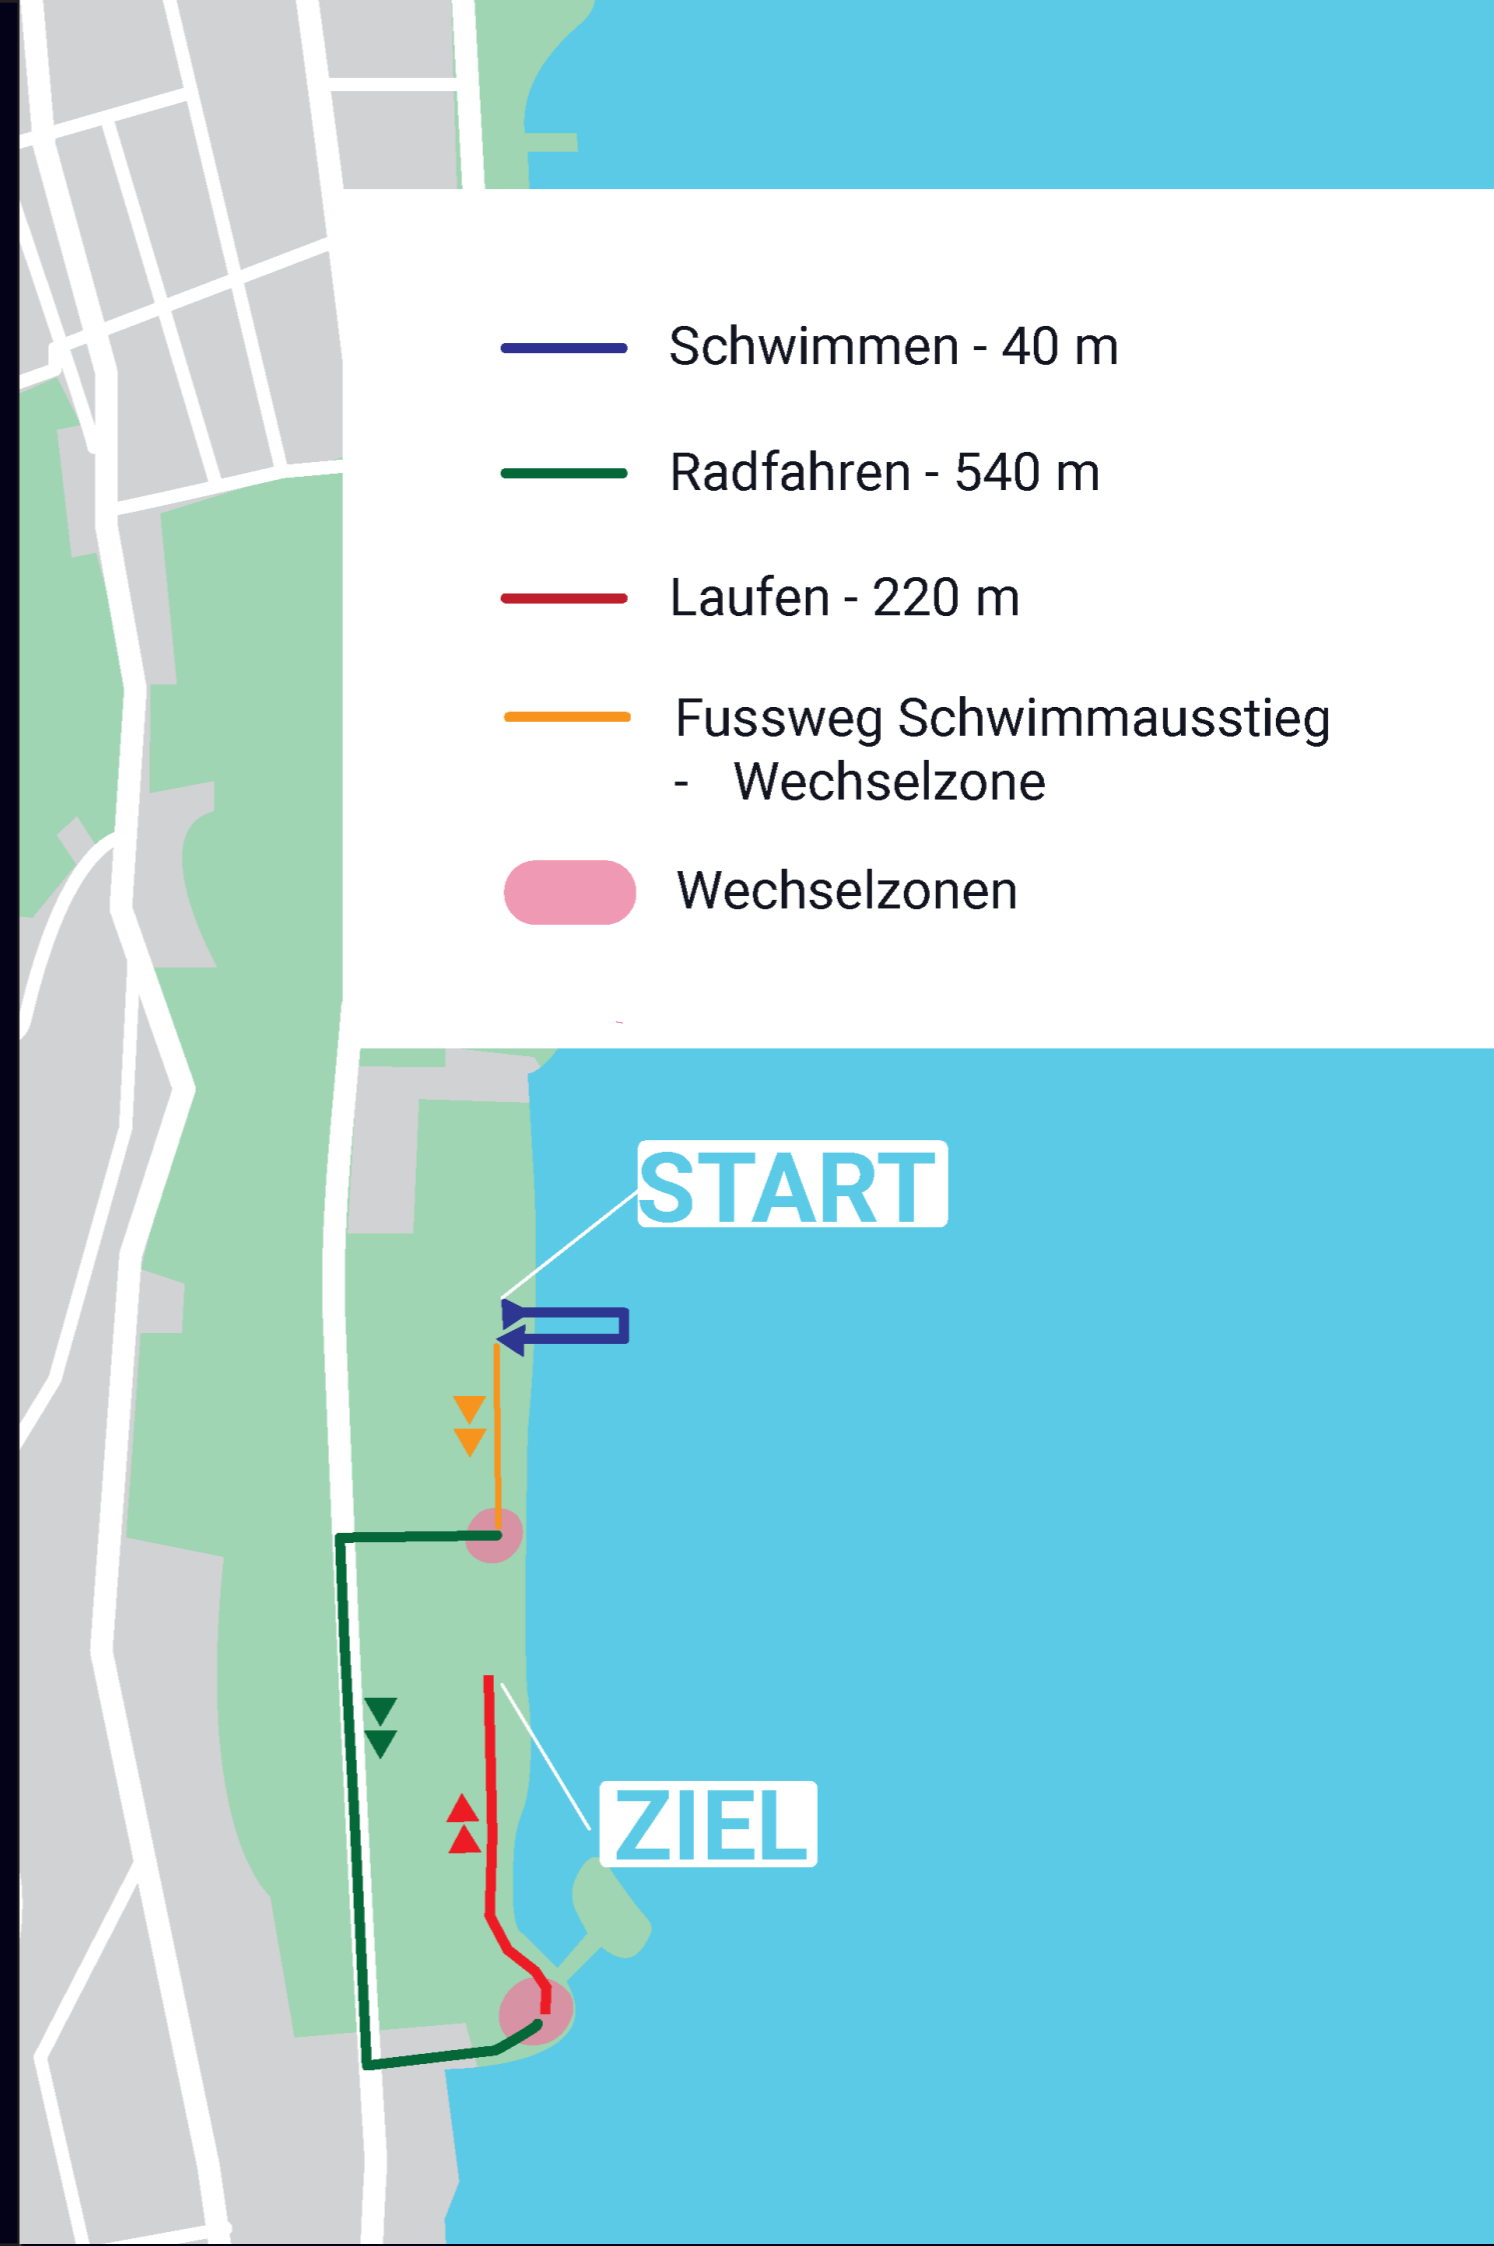 Schwimmen - 40 m
Radfahren - 540 m
Laufen - 220 m
Fussweg Schwimmausstieg
- Wechselzone
Wechselzonen
START
ZIEL